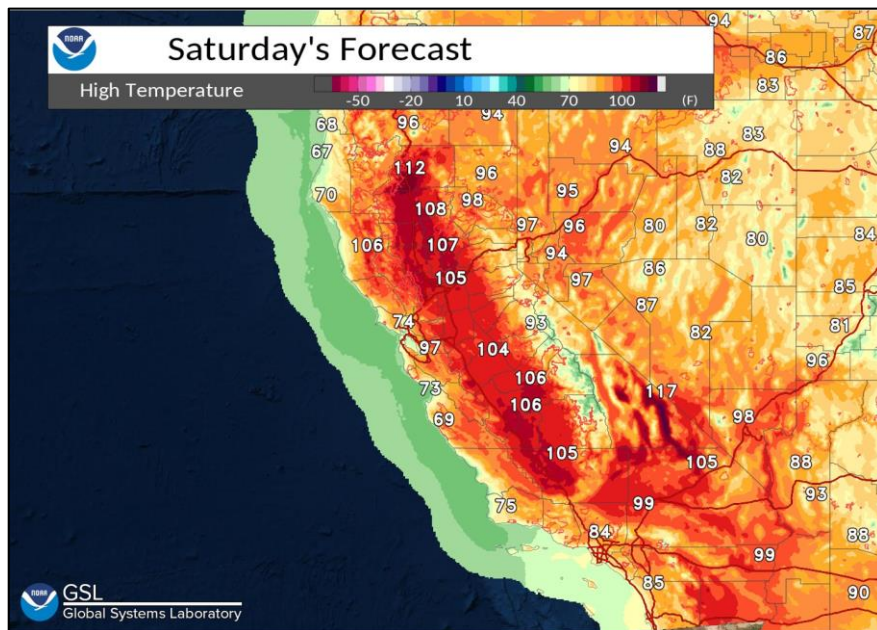 NOAA
Saturday's Forecast
High Temperature
-50 -20 10 40 70 100 (F)
94
87
86
83
68 96 94
67
94 88 83
112 96 82
70 95
108 98
97 96 80 82 84
106 107 94 80
105 97 86 85
87
74 93 82 81
97 104 96
73 106 117
69 106 98
105 105 88
75 99 93
84 88
99
85 90
NOAA
GSL
Global Systems Laboratory